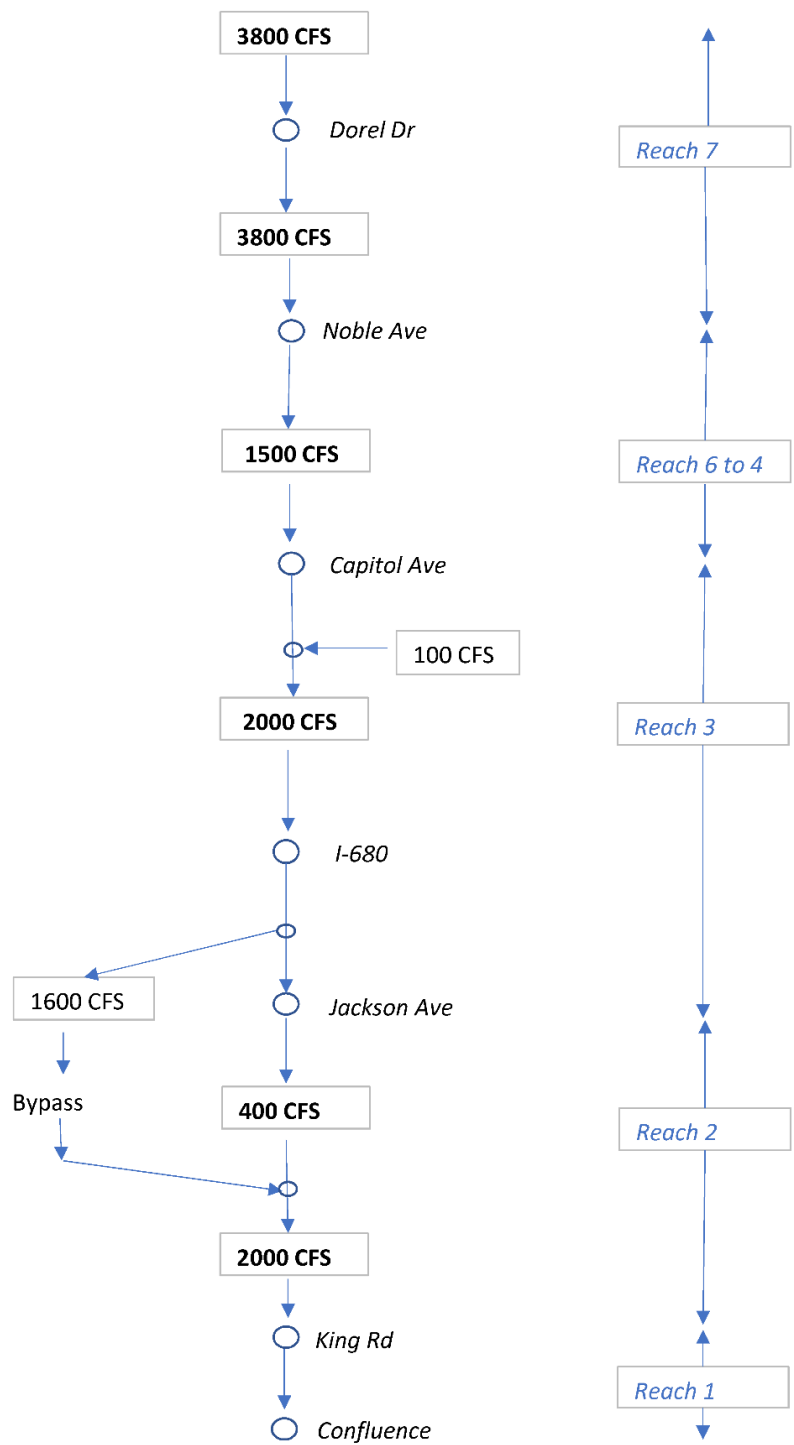 3800 CFS
Dorel Dr
Reach 7
3800 CFS
Noble Ave
1500 CFS
Reach 6 to 4
Capitol Ave
100 CFS
2000 CFS
Reach 3
I-680
1600 CFS
Jackson Ave
Bypass
400 CFS
Reach 2
2000 CFS
King Rd
Reach 1
Confluence